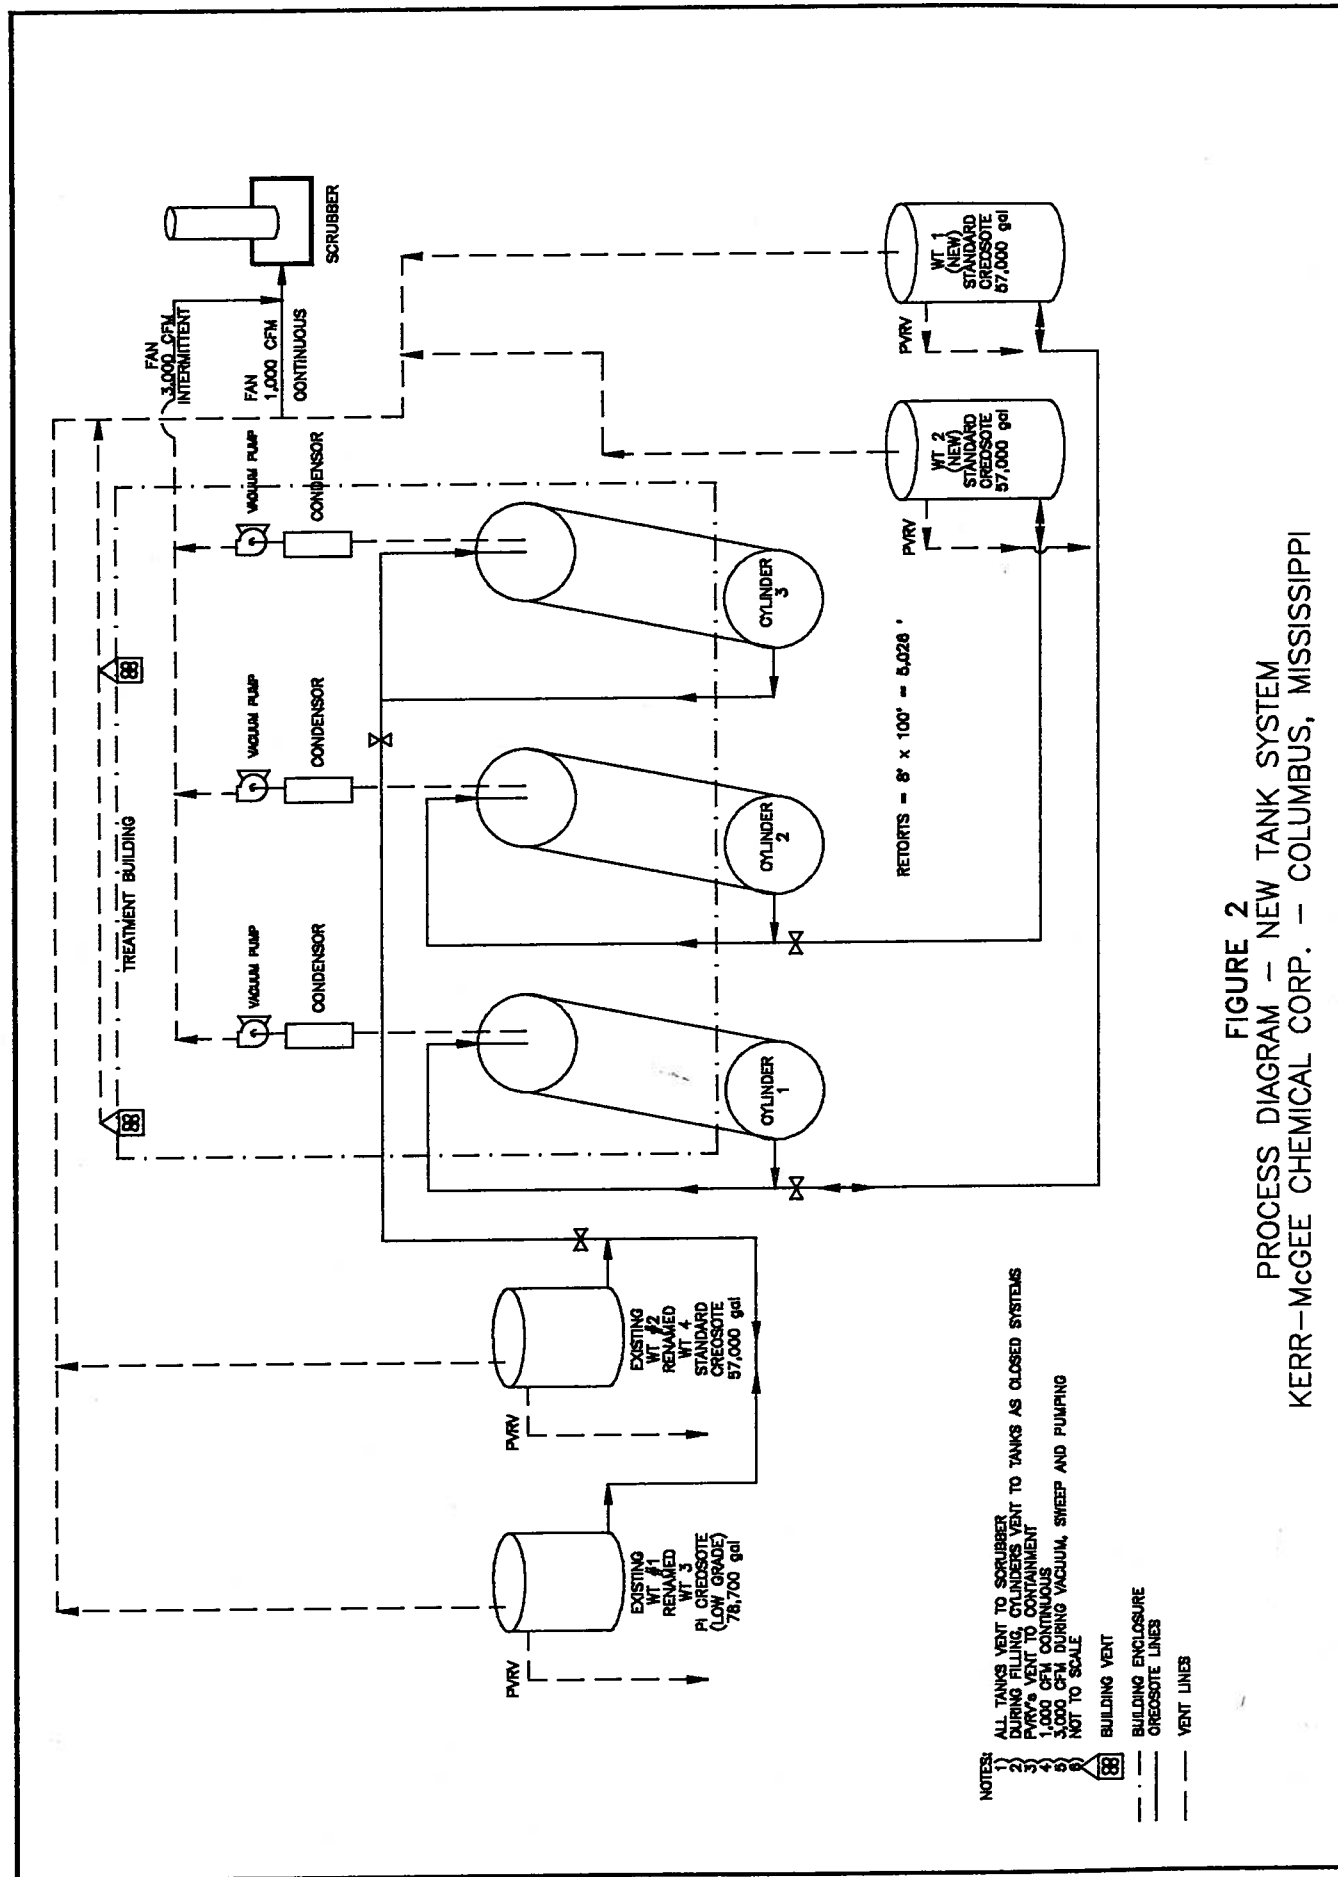 FAN
3,000 CFM
INTERMITTENT
FAN
1,000 CFM
CONTINUOUS
SCRUBBER
TREATMENT BUILDING
VACUUM PUMP
CONDENSOR
VACUUM PUMP
CONDENSOR
VACUUM PUMP
CONDENSOR
CYLINDER
1
CYLINDER
2
CYLINDER
3
RETORTS = 8' x 100' = 5,026 '
PVRV
EXISTING
WT #1
RENAMED
WT 3
P1 CREOSOTE
(LOW GRADE)
78,700 gal
PVRV
EXISTING
WT #2
RENAMED
WT 4
STANDARD
CREOSOTE
57,000 gal
PVRV
WT 2
(NEW)
STANDARD
CREOSOTE
57,000 gal
PVRV
WT 1
(NEW)
STANDARD
CREOSOTE
57,000 gal
NOTES:
1) ALL TANKS VENT TO SCRUBBER
2) DURING FILLING, CYLINDERS VENT TO TANKS AS CLOSED SYSTEMS
3) PVRV's VENT TO CONTAINMENT
4) 1,000 CFM CONTINUOUS
5) 3,000 CFM DURING VACUUM, SWEEP AND PUMPING
6) NOT TO SCALE
BUILDING VENT
BUILDING ENCLOSURE
CREOSOTE LINES
VENT LINES
FIGURE 2
PROCESS DIAGRAM – NEW TANK SYSTEM
KERR–McGEE CHEMICAL CORP. – COLUMBUS, MISSISSIPPI